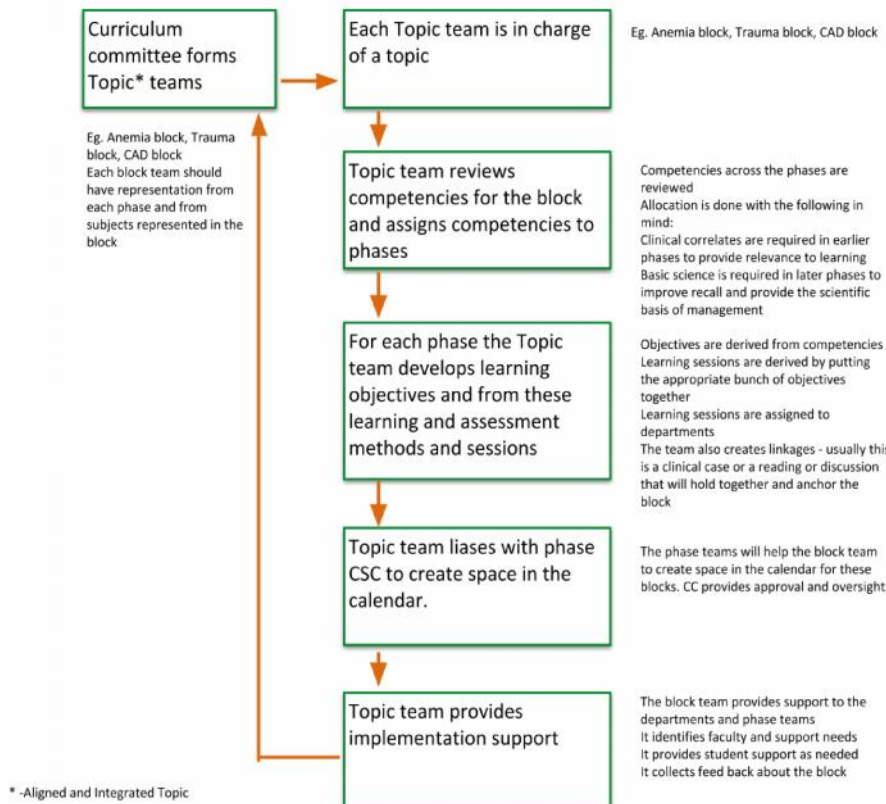 Curriculum
committee forms
Topic* teams
Each Topic team is in charge
of a topic
Eg. Anemia block, Trauma block, CAD block
Eg. Anemia block, Trauma
block, CAD block
Each block team should
have representation from
each phase and from
subjects represented in the
block
Topic team reviews
competencies for the block
and assigns competencies to
phases
Competencies across the phases are
reviewed
Allocation is done with the following in
mind:
Clinical correlates are required in earlier
phases to provide relevance to learning
Basic science is required in later phases to
improve recall and provide the scientific
basis of management
For each phase the Topic
team develops learning
objectives and from these
learning and assessment
methods and sessions
Objectives are derived from competencies
Learning sessions are derived by putting
the appropriate bunch of objectives
together
Learning sessions are assigned to
departments
The team also creates linkages - usually this
is a clinical case or a reading or discussion
that will hold together and anchor the
block
Topic team liases with phase
CSC to create space in the
calendar.
The phase teams will help the block team
to create space in the calendar for these
blocks. CC provides approval and oversight
Topic team provides
implementation support
The block team provides support to the
departments and phase teams
It identifies faculty and support needs
It provides student support as needed
It collects feed back about the block
* -Aligned and Integrated Topic